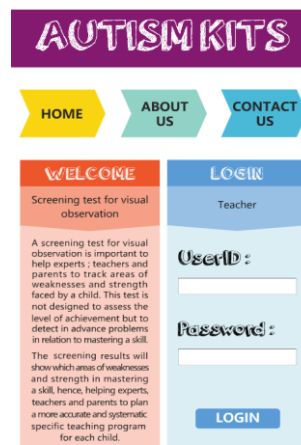 AUTISM KITS
HOME
ABOUT
US
CONTACT
US
WELCOME
Screening test for visual
observation
A screening test for visual
observation is important to
help experts ; teachers and
parents to track areas of
weaknesses and strength
faced by a child. This test is
not designed to assess the
level of achievement but to
detect in advance problems
in relation to mastering a skill.
The screening results will
show which areas of weaknesses
and strength in mastering
a skill, hence, helping experts,
teachers and parents to plan
a more accurate and systematic
specific teaching program
for each child.
LOGIN
Teacher
UserID :
Password :
LOGIN